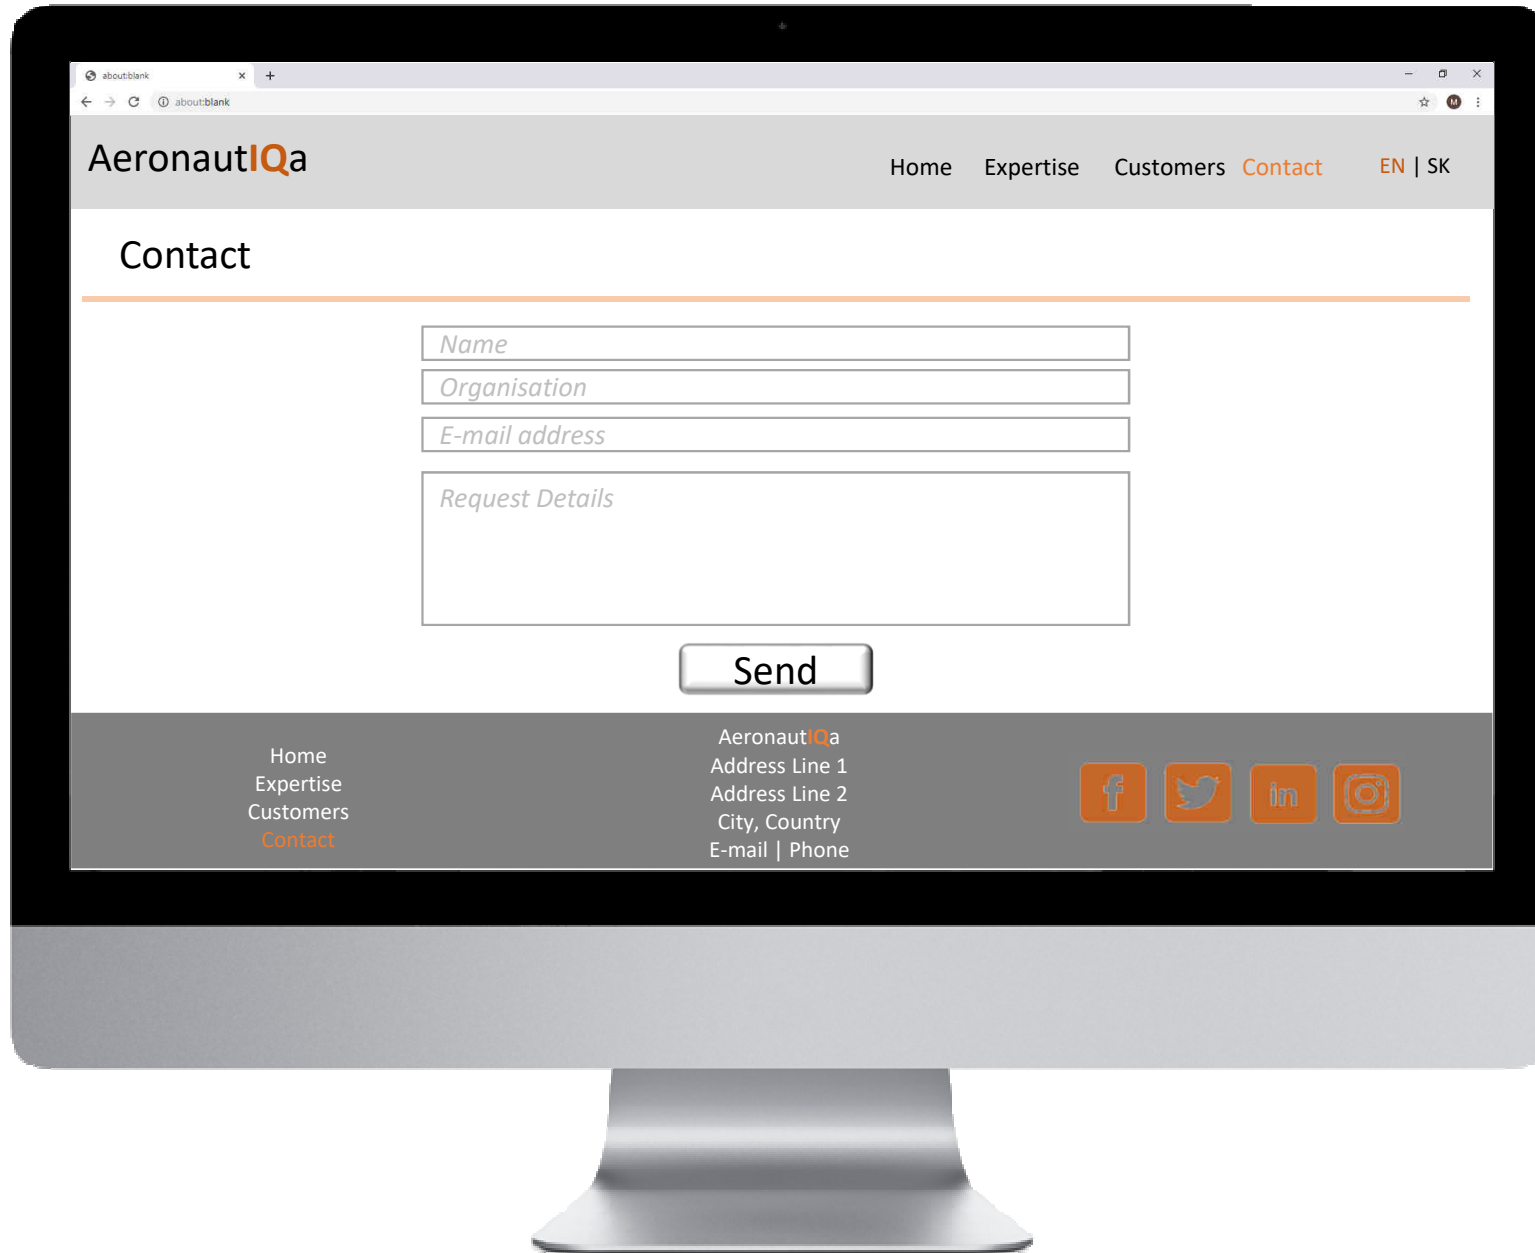 about:blank
about:blank
M
AeronautIQa
Home Expertise Customers Contact EN | SK
Contact
Name
Organisation
E-mail address
Request Details
Send
Home
Expertise
Customers
Contact
AeronautIQa
Address Line 1
Address Line 2
City, Country
E-mail | Phone
f
in